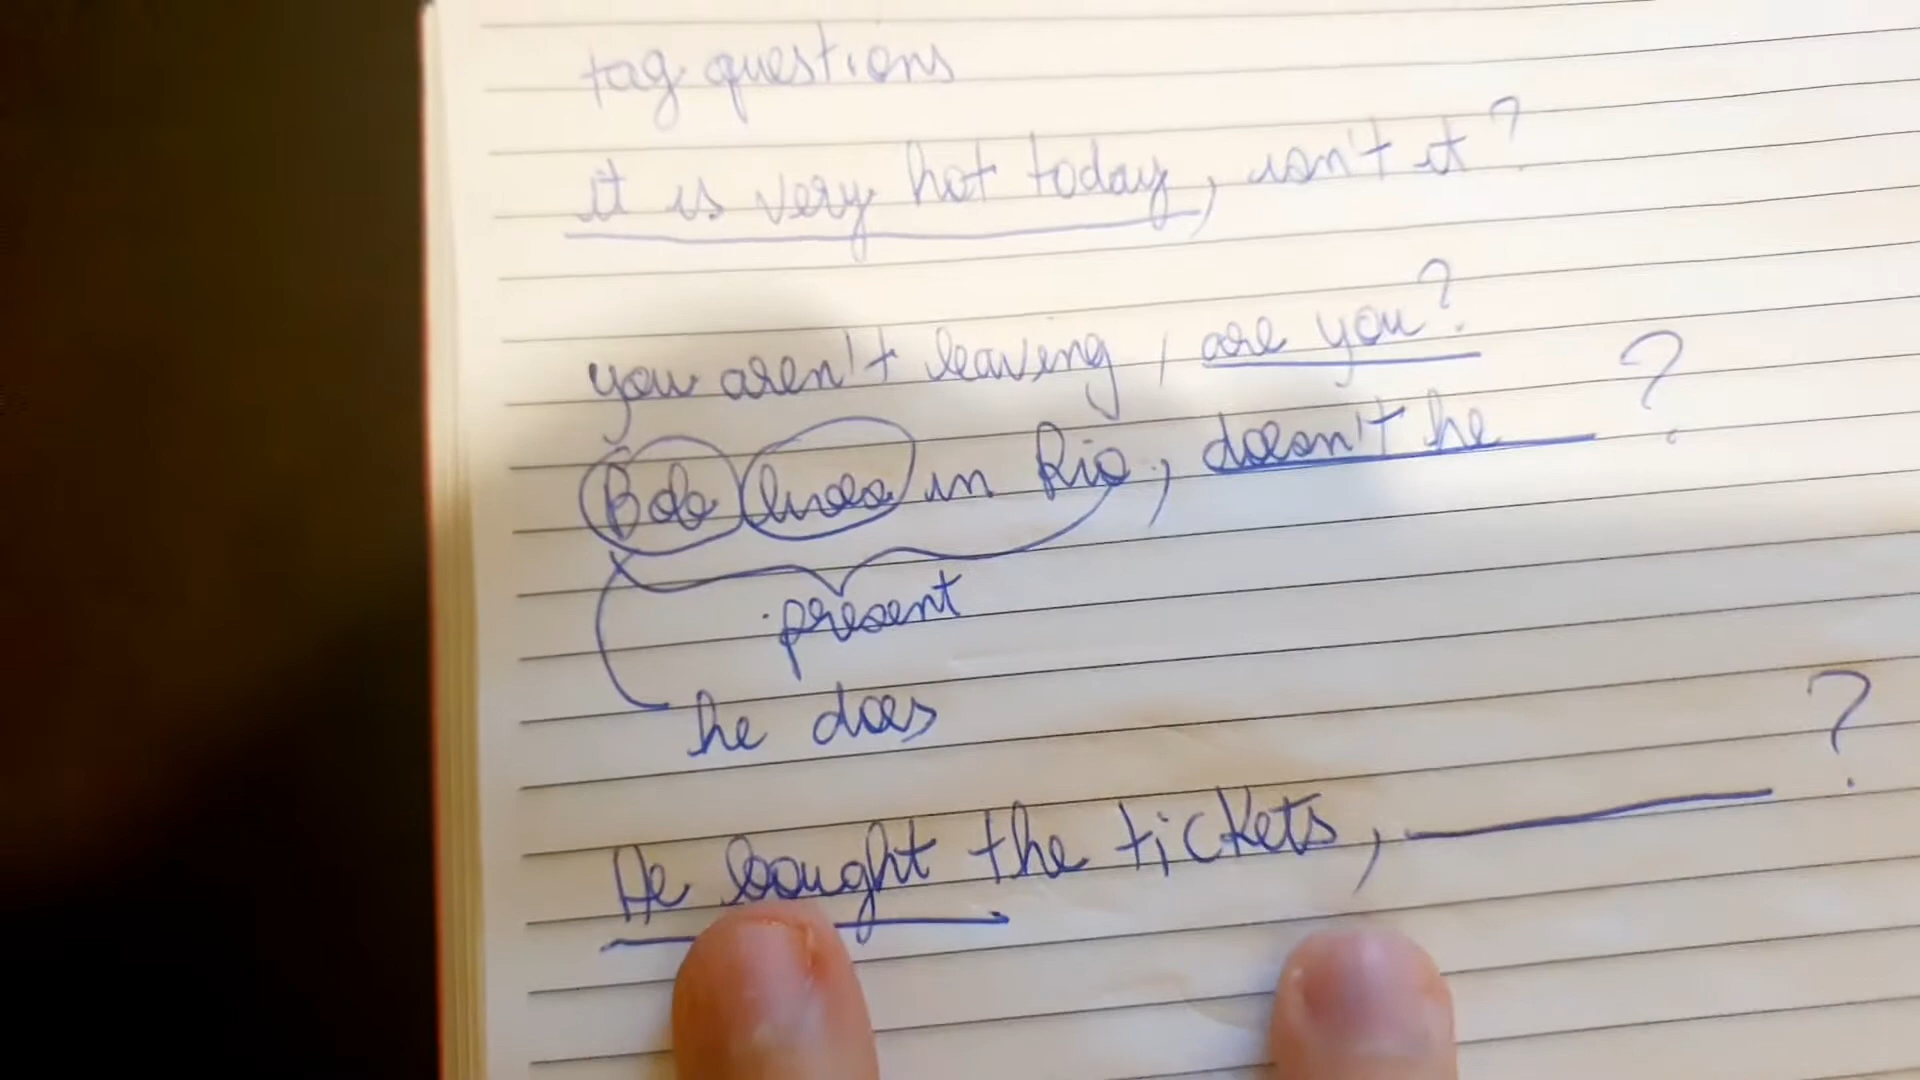 tag questions
it is very hot today, isn't it?
you aren't leaving, are you?
Bob lives in Rio, doesn't he ?
present
he does
He bought the tickets, ?